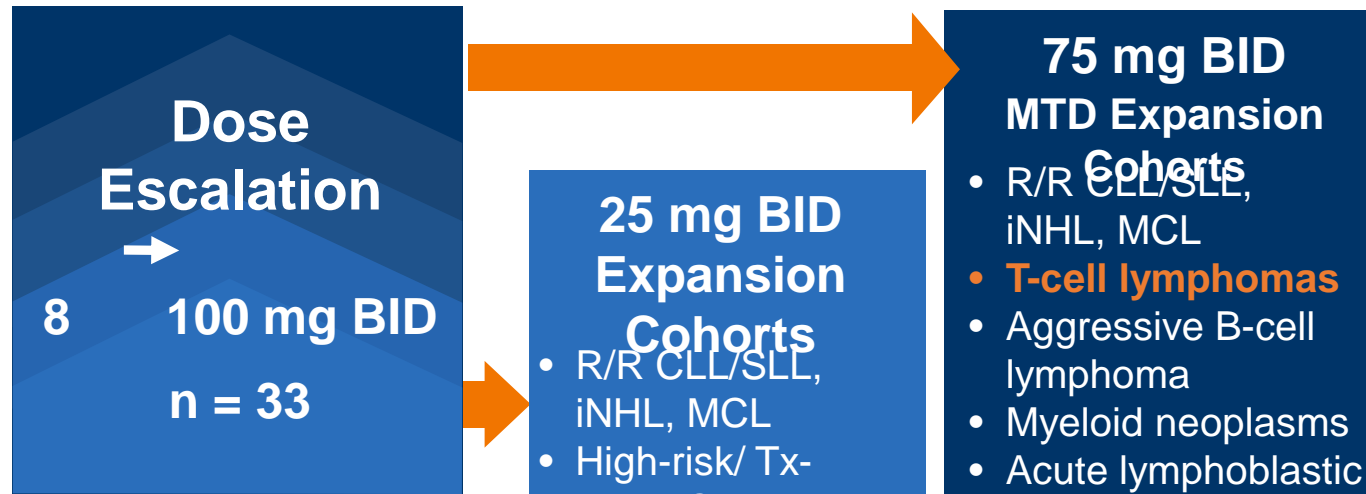 Dose
Escalation
8 100 mg BID
n = 33
25 mg BID
Expansion
Cohorts
• R/R CLL/SLL,
iNHL, MCL
• High-risk/ Tx-
75 mg BID
MTD Expansion
Cohorts
• R/R CLL/SLL,
iNHL, MCL
• T-cell lymphomas
• Aggressive B-cell
lymphoma
• Myeloid neoplasms
• Acute lymphoblastic